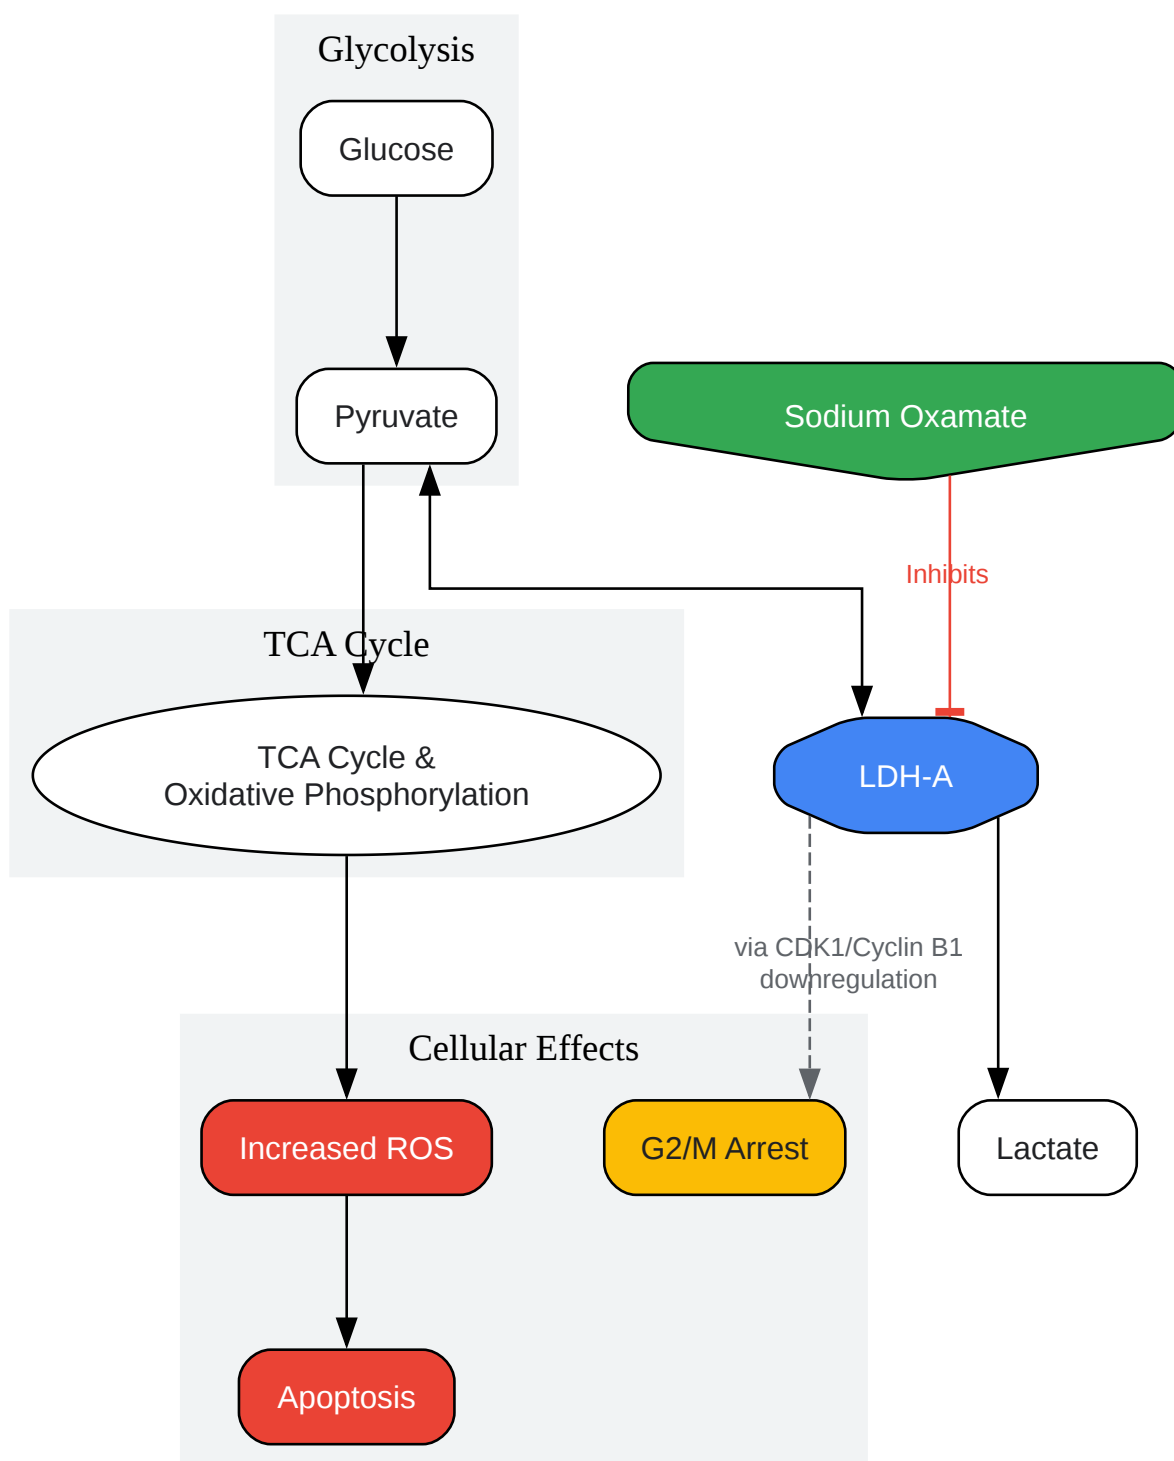 Glycolysis
Glucose
Pyruvate
Sodium Oxamate
Inhibits
TCA Cycle
TCA Cycle &
Oxidative Phosphorylation
LDH-A
via CDK1/Cyclin B1
downregulation
Cellular Effects
Increased ROS
G2/M Arrest
Lactate
Apoptosis